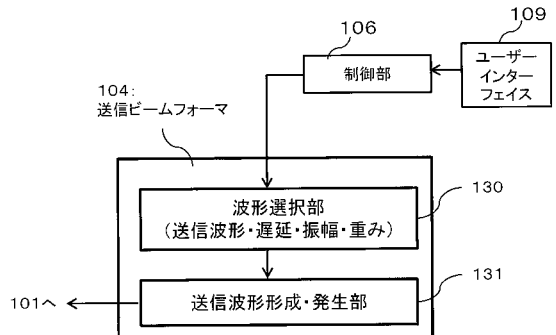 109
106
ユーザー
インター
フェイス
制御部
104:
送信ビームフォーマ
波形選択部
(送信波形・遅延・振幅・重み)
130
送信波形形成・発生部
131
101へ